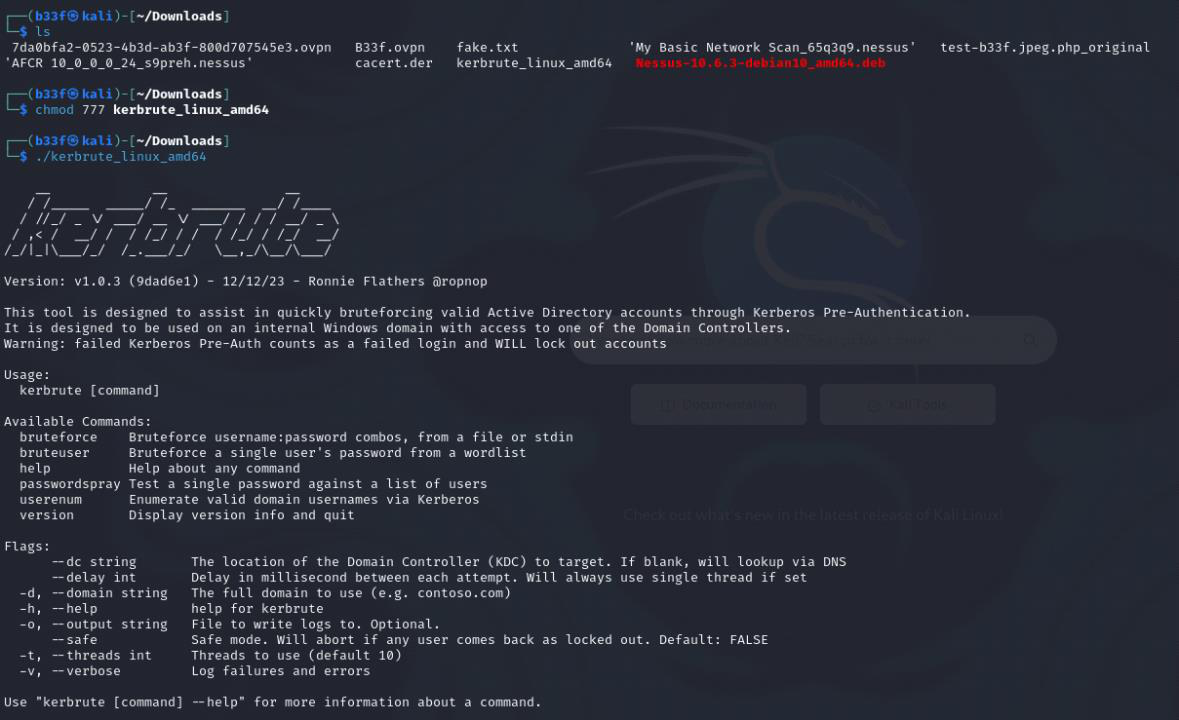 ┌──(b33f㉿kali)-[~/Downloads]
└─$ ls
7da0bfa2-0523-4b3d-ab3f-800d707545e3.ovpn B33f.ovpn fake.txt 'My Basic Network Scan_65q3q9.nessus' test-b33f.jpeg.php_original
'AFCR 10_0_0_0_24_s9preh.nessus' cacert.der kerbrute_linux_amd64 Nessus-10.6.3-debian10_amd64.deb
┌──(b33f㉿kali)-[~/Downloads]
└─$ chmod 777 kerbrute_linux_amd64
┌──(b33f㉿kali)-[~/Downloads]
└─$ ./kerbrute_linux_amd64
kerbrute
Version: v1.0.3 (9dad6e1) - 12/12/23 - Ronnie Flathers @ropnop
This tool is designed to assist in quickly bruteforcing valid Active Directory accounts through Kerberos Pre-Authentication.
It is designed to be used on an internal Windows domain with access to one of the Domain Controllers.
Warning: failed Kerberos Pre-Auth counts as a failed login and WILL lock out accounts
Usage:
kerbrute [command]
Documentation
Kali Tools
Available Commands:
bruteforce Bruteforce username:password combos, from a file or stdin
bruteuser Bruteforce a single user's password from a wordlist
help Help about any command
passwordspray Test a single password against a list of users
userenum Enumerate valid domain usernames via Kerberos
version Display version info and quit
Check out what's new in the latest release of Kali Linux!
Flags:
--dc string The location of the Domain Controller (KDC) to target. If blank, will lookup via DNS
--delay int Delay in millisecond between each attempt. Will always use single thread if set
-d, --domain string The full domain to use (e.g. contoso.com)
-h, --help help for kerbrute
-o, --output string File to write logs to. Optional.
--safe Safe mode. Will abort if any user comes back as locked out. Default: FALSE
-t, --threads int Threads to use (default 10)
-v, --verbose Log failures and errors
Use "kerbrute [command] --help" for more information about a command.